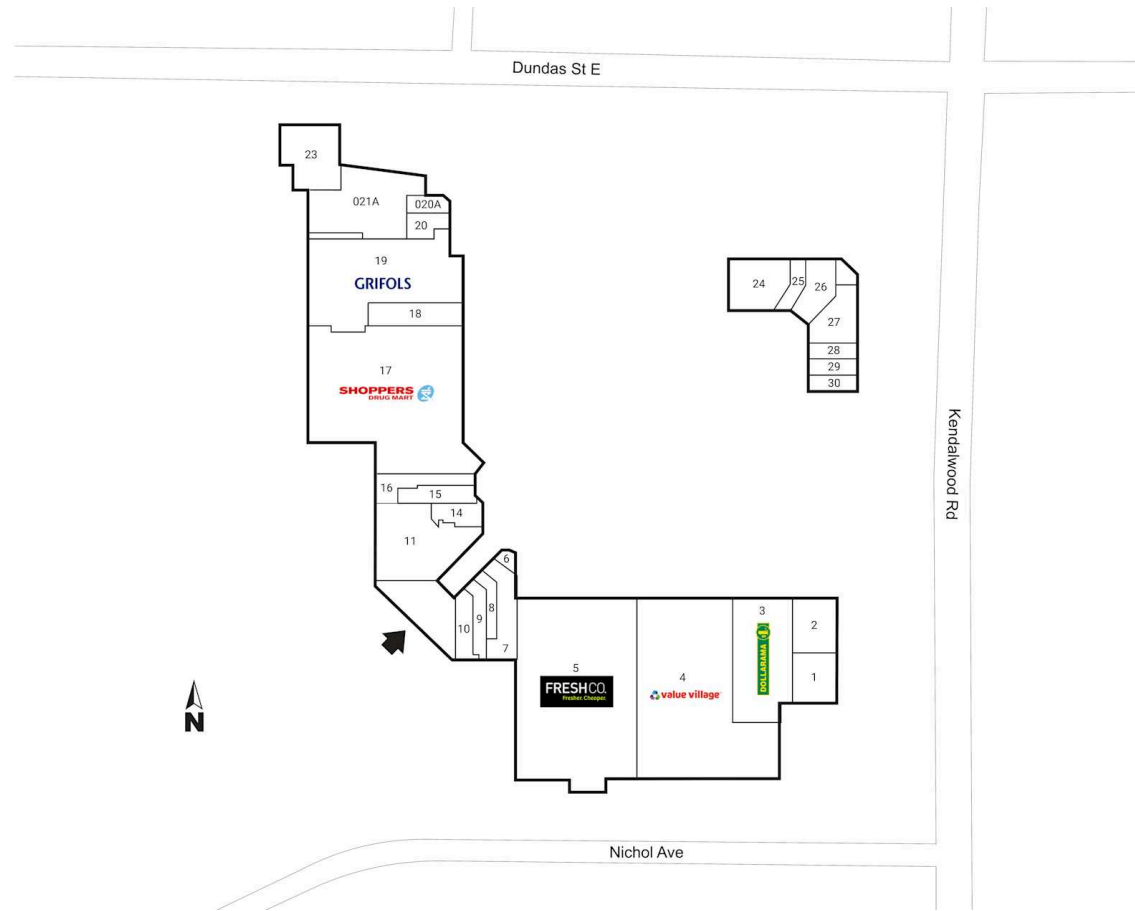 Dundas St E
23
021A
020A
20
19
GRIFOLS
18
17
SHOPPERS
DRUG MART
24
25
26
27
28
29
30
Kendalwood Rd
16
15
14
11
6
8
10
9
7
3
DOLLARAMA
2
1
5
FRESHCO.
Fresher. Cheaper.
4
value village
N
Nichol Ave